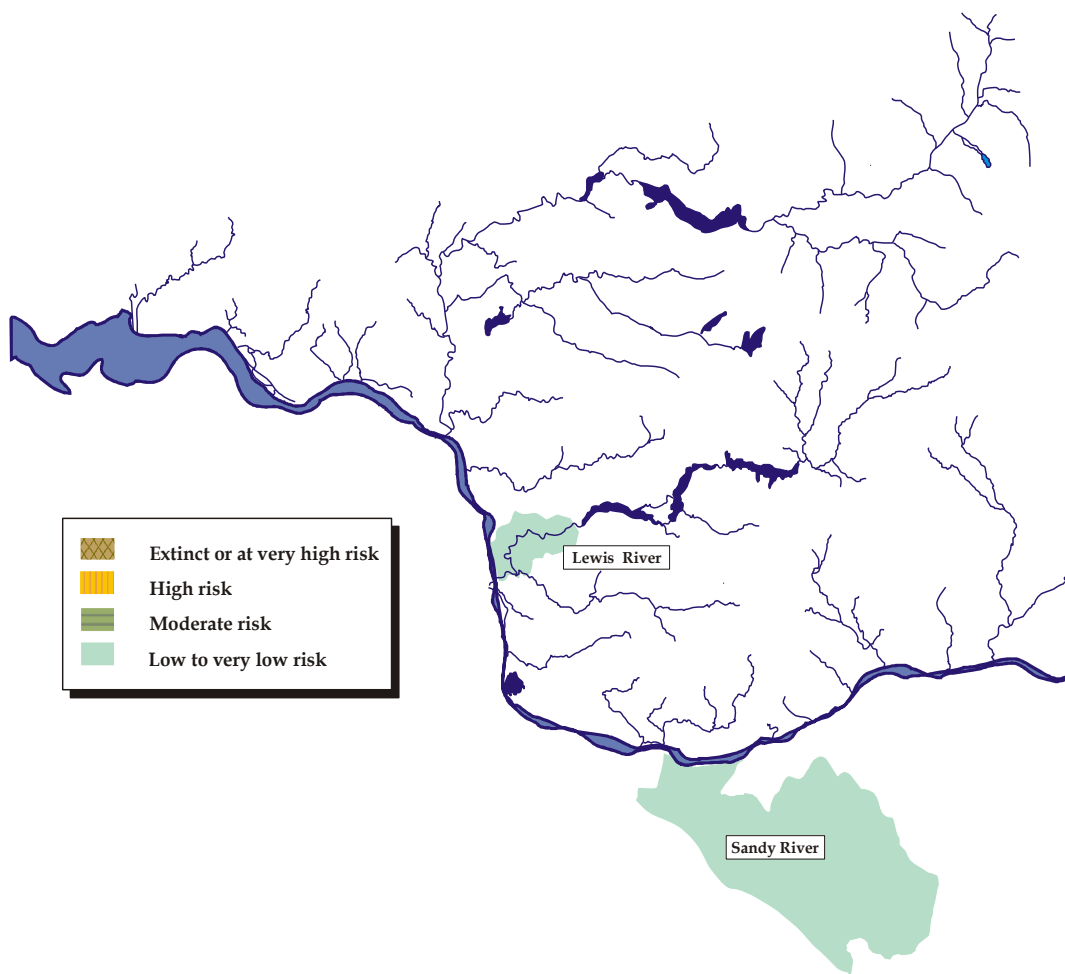 Extinct or at very high risk
High risk
Moderate risk
Low to very low risk
Lewis River
Sandy River